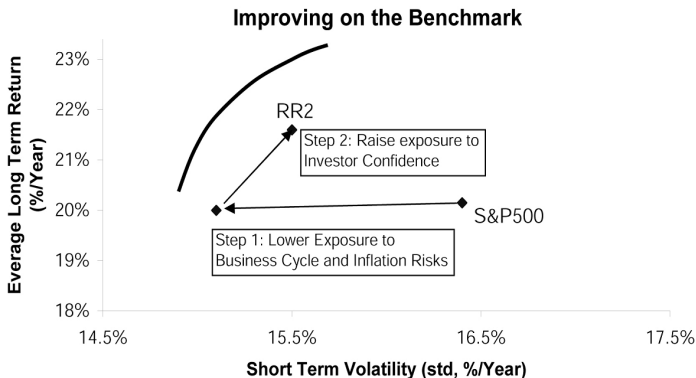 Improving on the Benchmark
Everage Long Term Return
(%/Year)
23%
22%
21%
20%
19%
18%
RR2
Step 2: Raise exposure to
Investor Confidence
S&P500
Step 1: Lower Exposure to
Business Cycle and Inflation Risks
14.5%
15.5%
16.5%
17.5%
Short Term Volatility (std, %/Year)